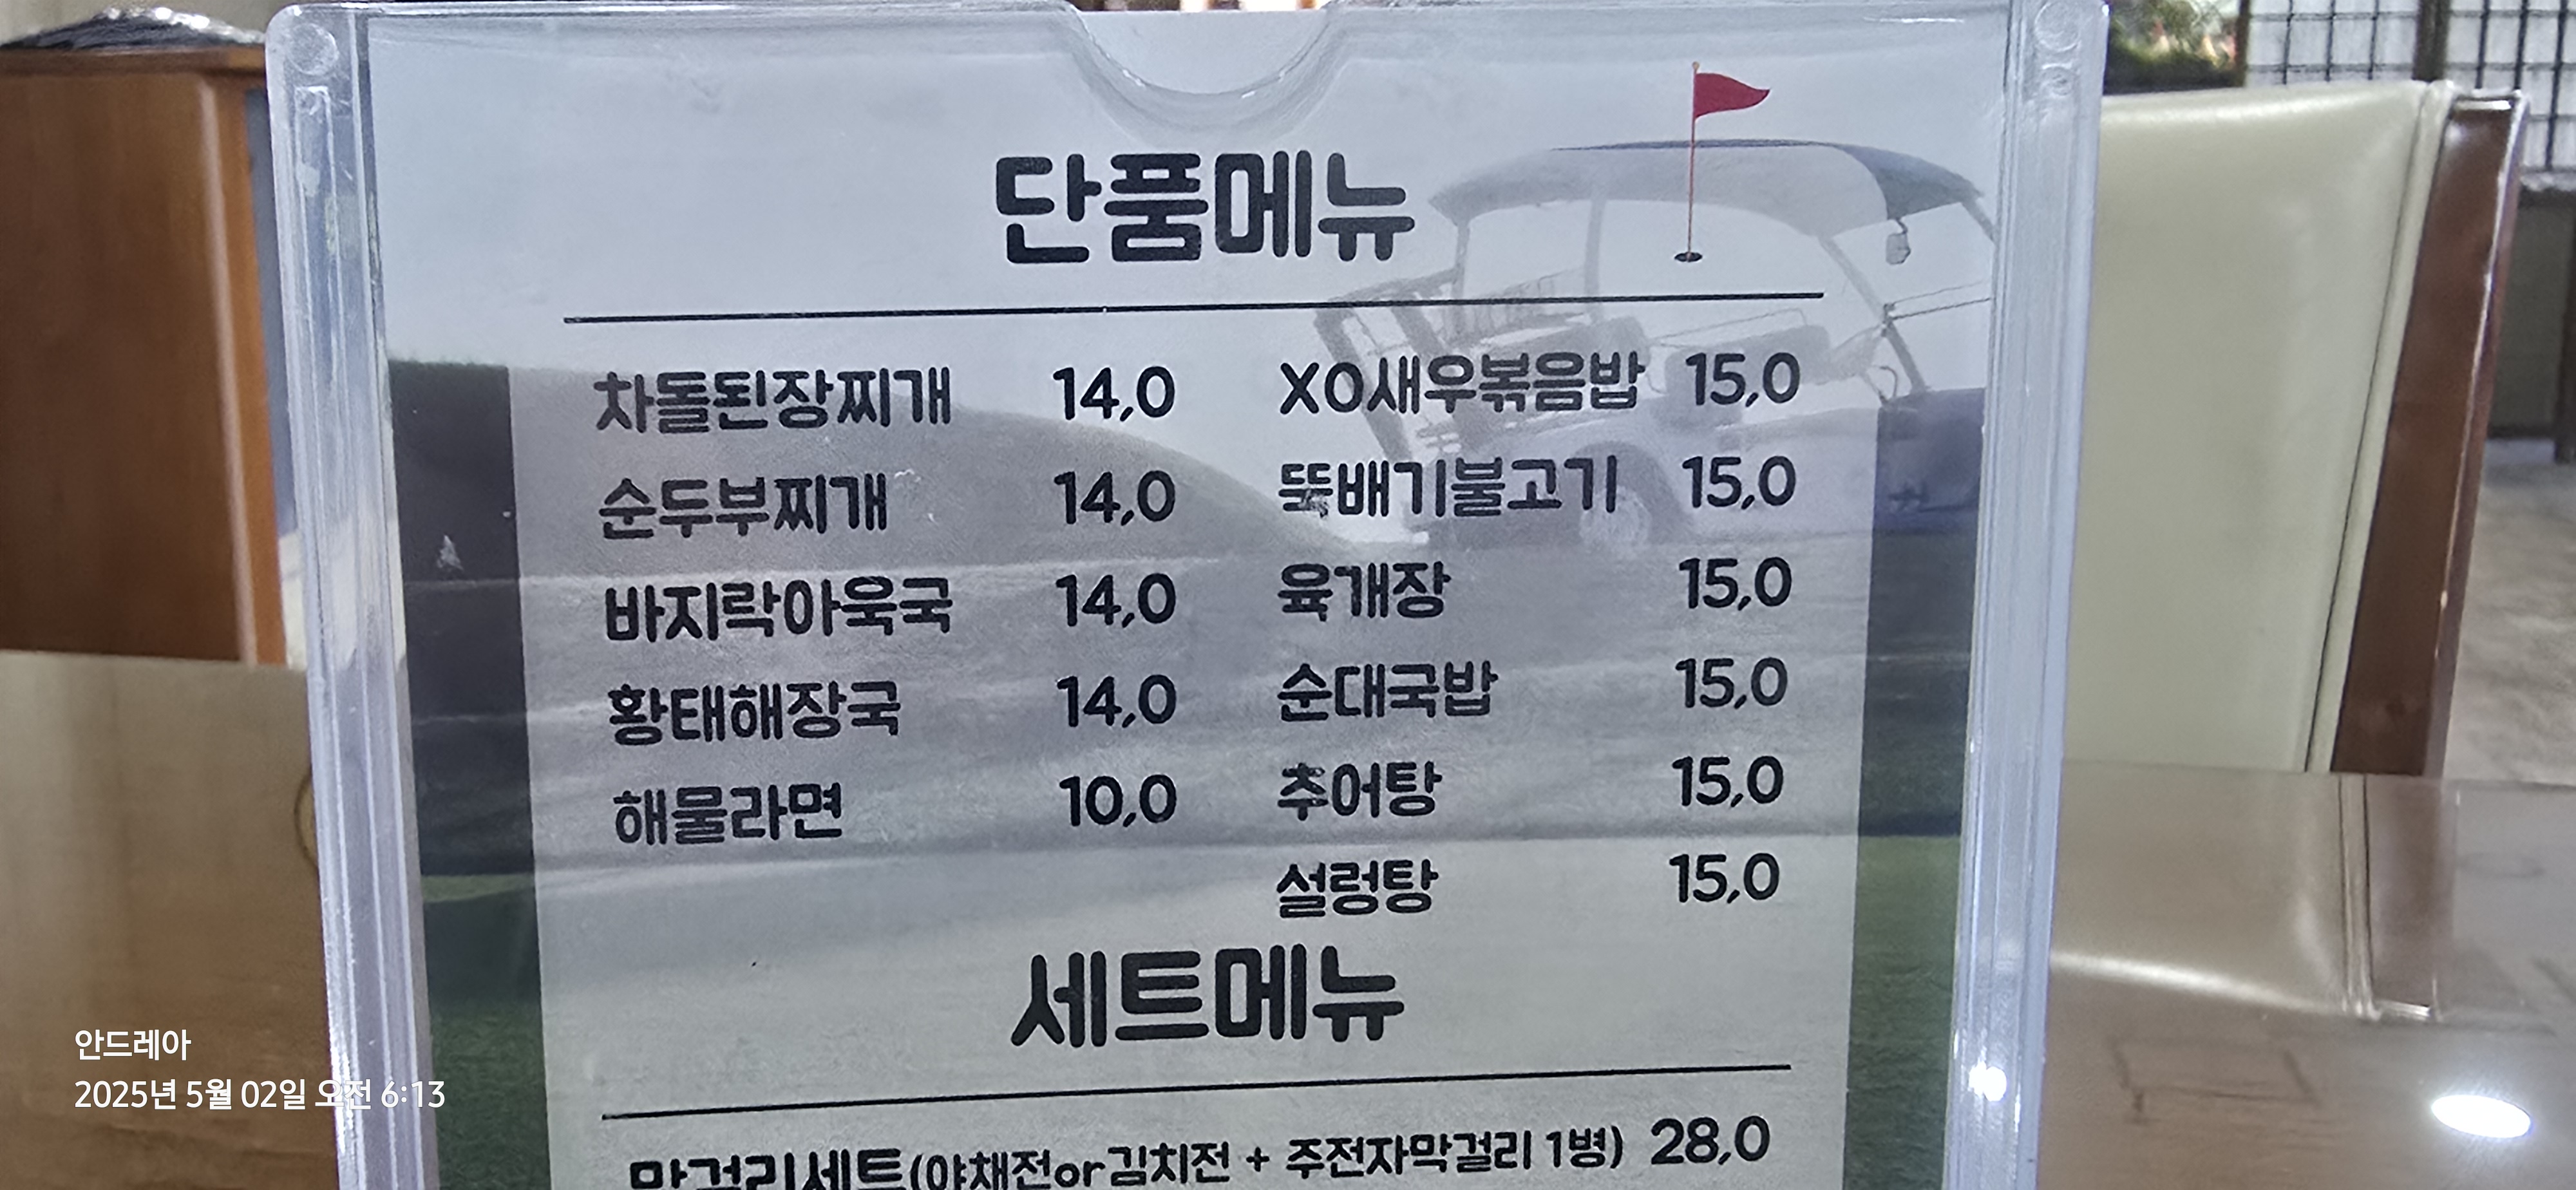 단품메뉴
차돌된장찌개 14,0
순두부찌개 14,0
바지락아욱국 14,0
황태해장국 14,0
해물라면 10,0
XO새우볶음밥 15,0
뚝배기불고기 15,0
육개장 15,0
순대국밥 15,0
추어탕 15,0
설렁탕 15,0
세트메뉴
막걸리세트(야채전or김치전 + 주전자막걸리 1병) 28,0
안드레아
2025년 5월 02일 오전 6:13